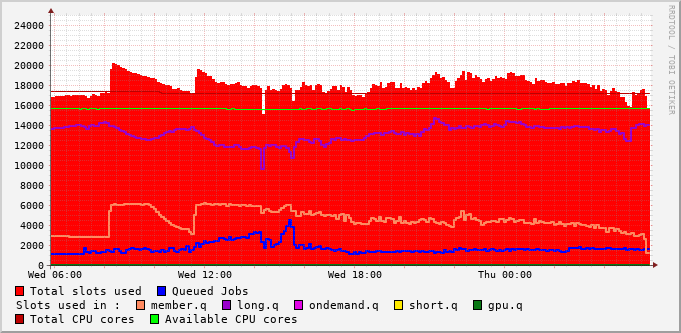 24000
22000
20000
18000
16000
14000
12000
10000
8000
6000
4000
2000
0
Wed 06:00 Wed 12:00 Wed 18:00 Thu 00:00
RRDTOOL / TOBI OETIKER
Total slots used Queued Jobs
Slots used in : member.q long.q ondemand.q short.q gpu.q
Total CPU cores Available CPU cores